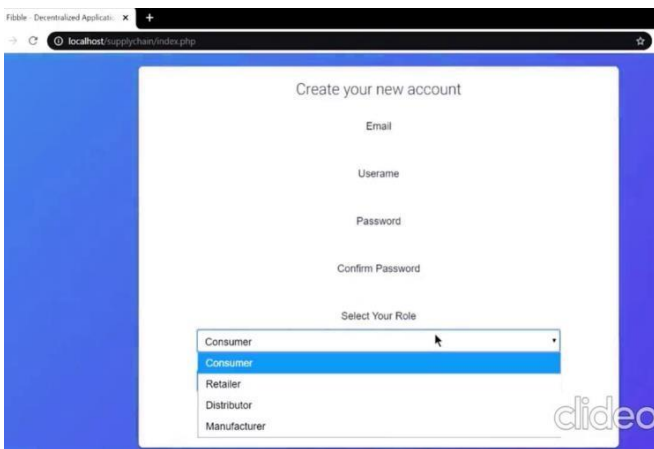 Fibble - Decentralized Applicatio
localhost/supplychain/index.php
Create your new account
Email
Userame
Password
Confirm Password
Select Your Role
Consumer
Consumer
Retailer
Distributor
Manufacturer
clideo